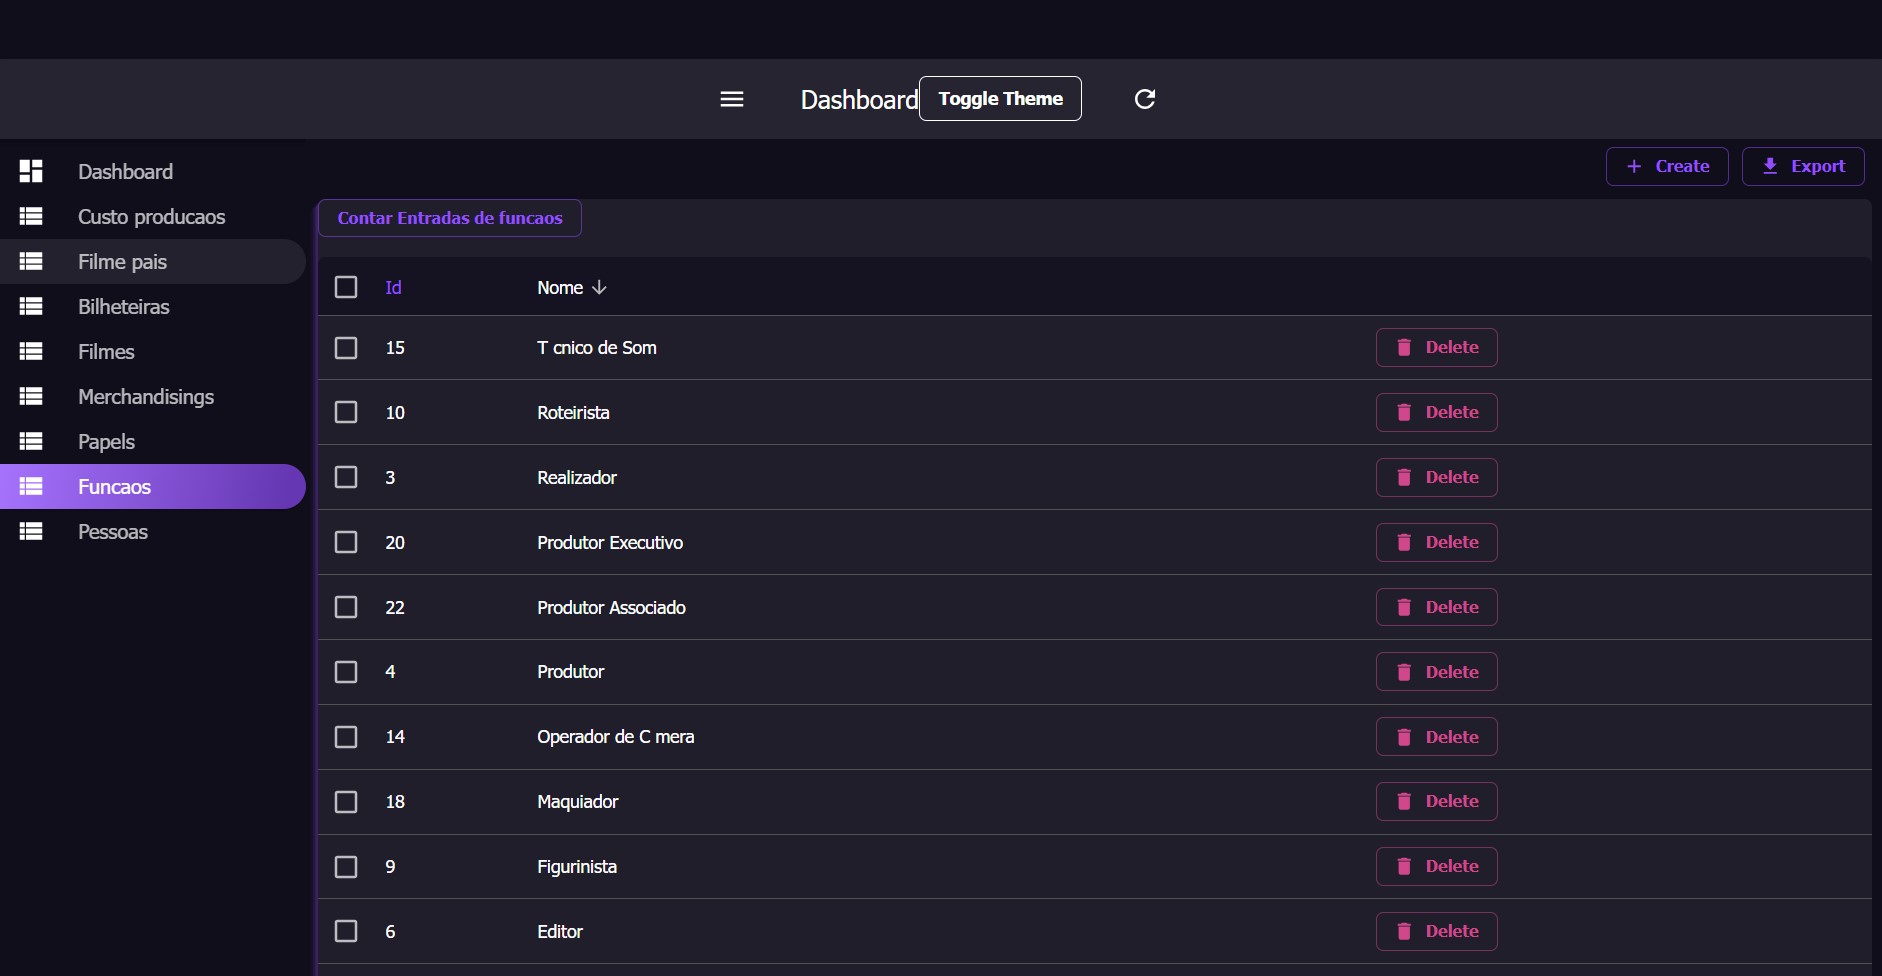 Dashboard Toggle Theme
Dashboard
Custo producaos
Filme pais
Bilheteiras
Filmes
Merchandisings
Papels
Funcaos
Pessoas
Create Export
Contar Entradas de funcaos
Id Nome
15 T cnico de Som Delete
10 Roteirista Delete
3 Realizador Delete
20 Produtor Executivo Delete
22 Produtor Associado Delete
4 Produtor Delete
14 Operador de C mera Delete
18 Maquiador Delete
9 Figurinista Delete
6 Editor Delete